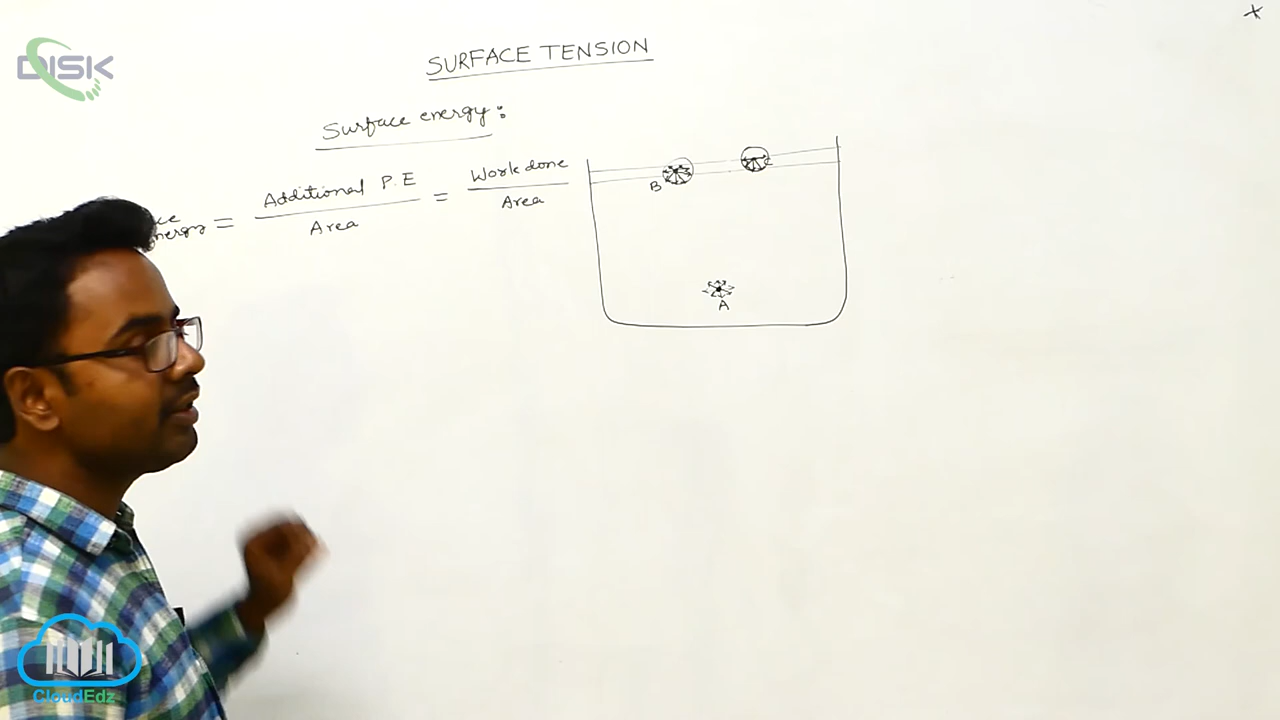 DISK
SURFACE TENSION
Surface energy:
= Additional P.E / Area = Work done / Area
B
C
A
CloudEdz